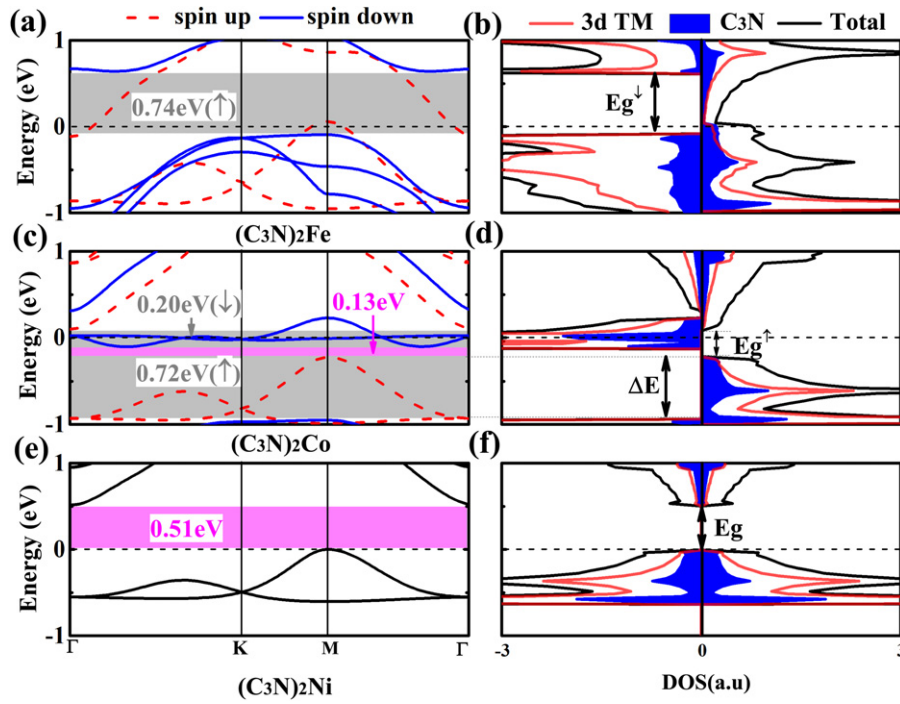 (a) spin up spin down
(b) 3d TM C₃N Total
Energy (eV)
1
0
-1
0.74eV(↑)
Eg↓
(C₃N)₂Fe
(c)
(d)
Energy (eV)
1
0
-1
0.20eV(↓)
0.13eV
0.72eV(↑)
Eg↑
ΔE
(C₃N)₂Co
(e)
(f)
Energy (eV)
1
0
-1
0.51eV
Eg
Γ K M Γ
-3 0 3
(C₃N)₂Ni
DOS(a.u)